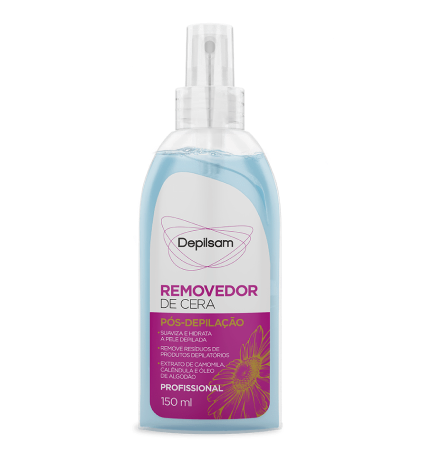 Depilsam
REMOVEDOR
DE CERA
PÓS-DEPILAÇÃO
- SUAVIZA E HIDRATA
A PELE DEPILADA
- REMOVE RESÍDUOS DE
PRODUTOS DEPILATÓRIOS
- EXTRATO DE CAMOMILA,
CALÊNDULA E ÓLEO
DE ALGODÃO
PROFISSIONAL
150 ml